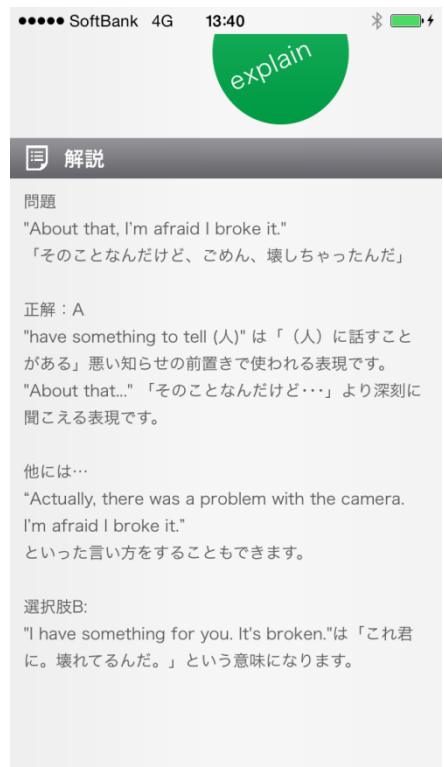 SoftBank 4G 13:40
explain
解説
問題
"About that, I'm afraid I broke it."
「そのことなんだけど、ごめん、壊しちゃったんだ」
正解：A
"have something to tell (人)" は「（人）に話すこと
がある」悪い知らせの前置きで使われる表現です。
"About that..." 「そのことなんだけど･･･」より深刻に
聞こえる表現です。
他には…
“Actually, there was a problem with the camera.
I'm afraid I broke it.”
といった言い方をすることもできます。
選択肢B:
"I have something for you. It's broken."は「これ君
に。壊れてるんだ。」という意味になります。